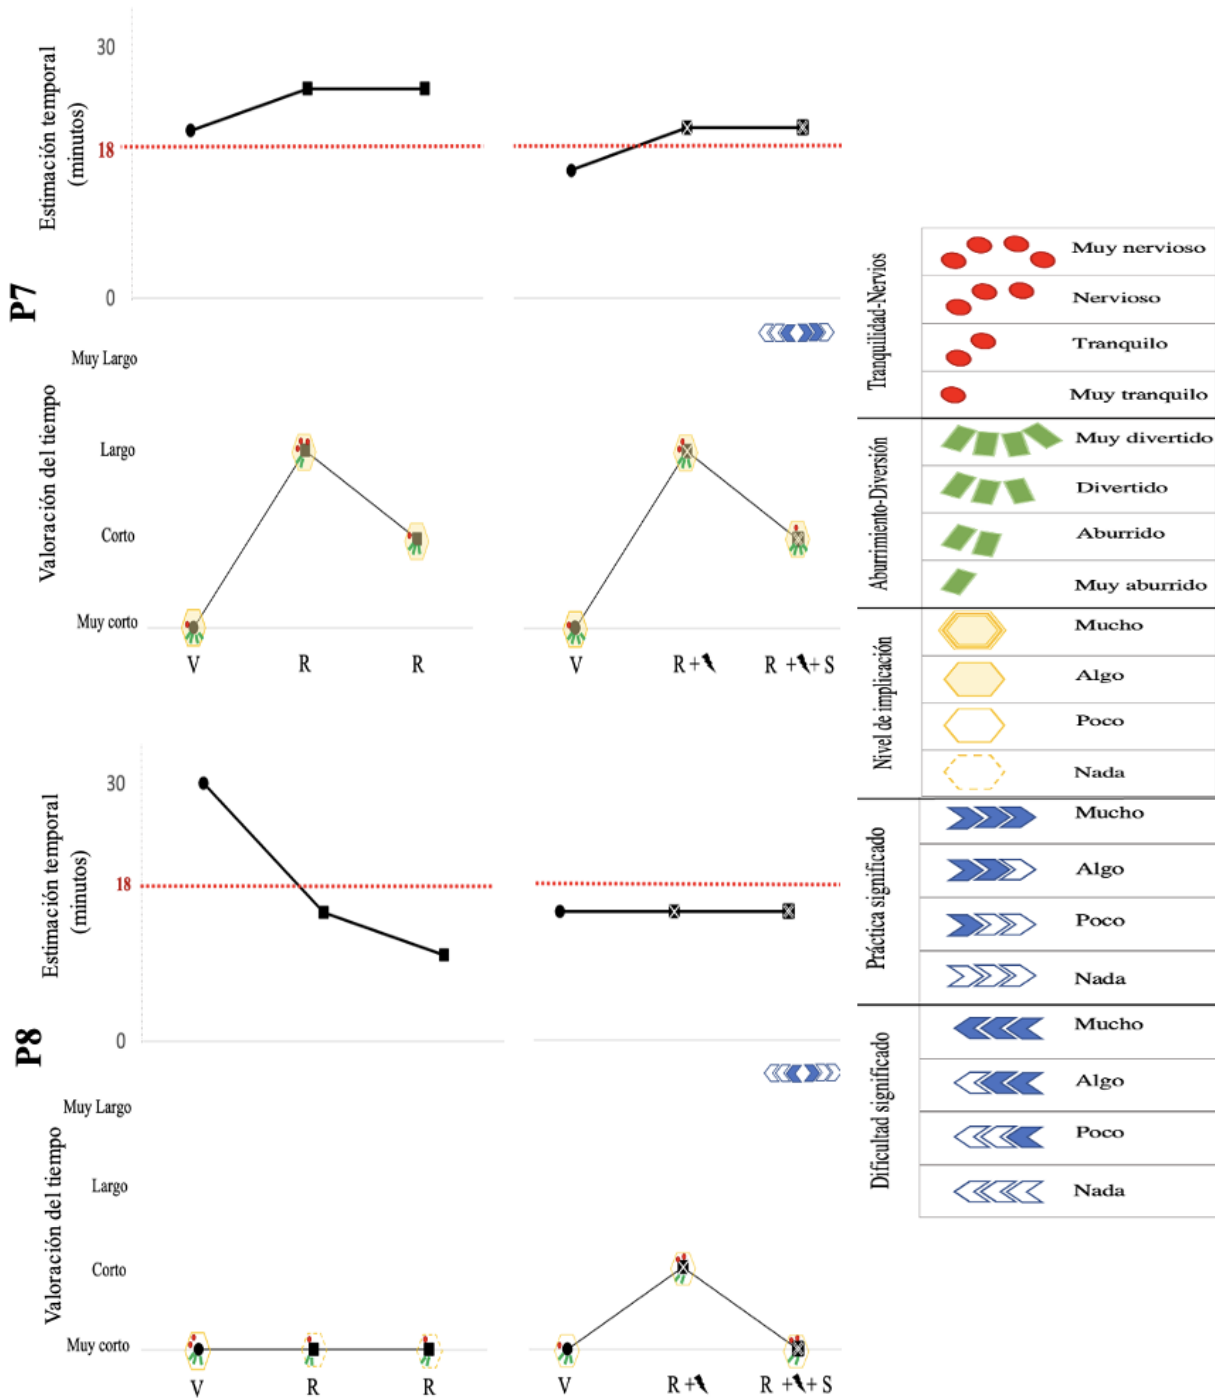 P7
Estimación temporal
(minutos)
30
18
0
Valoración del tiempo
Muy Largo
Largo
Corto
Muy corto
V
R
R
V
R +
R + + S
P8
Estimación temporal
(minutos)
30
18
0
Valoración del tiempo
Muy Largo
Largo
Corto
Muy corto
V
R
R
V
R +
R + + S
Tranquilidad-Nervios
Muy nervioso
Nervioso
Tranquilo
Muy tranquilo
Aburrimiento-Diversión
Muy divertido
Divertido
Aburrido
Muy aburrido
Nivel de implicación
Mucho
Algo
Poco
Nada
Práctica significado
Mucho
Algo
Poco
Nada
Dificultad significado
Mucho
Algo
Poco
Nada